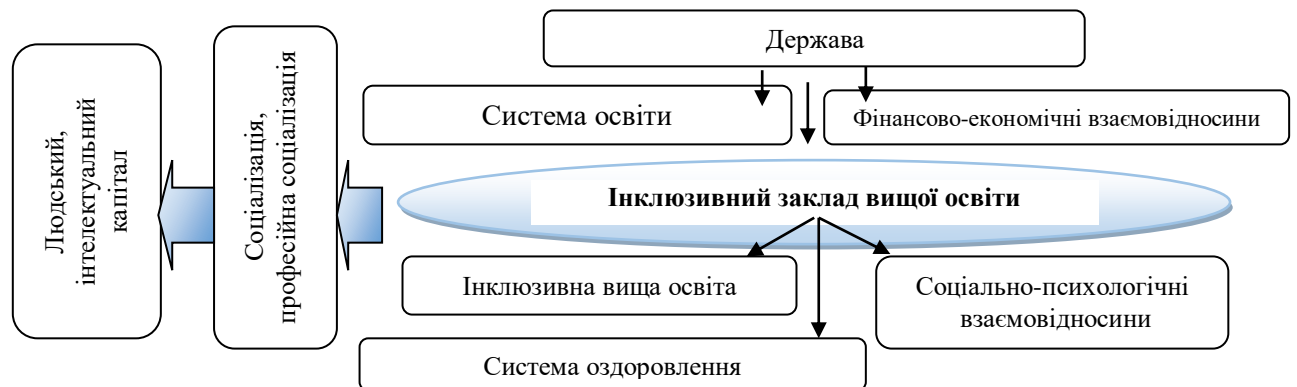 Людський,
інтелектуальний
капітал
Соціалізація,
професійна соціалізація
Держава
Система освіти
Фінансово-економічні взаємовідносини
Інклюзивний заклад вищої освіти
Інклюзивна вища освіта
Соціально-психологічні
взаємовідносини
Система оздоровлення